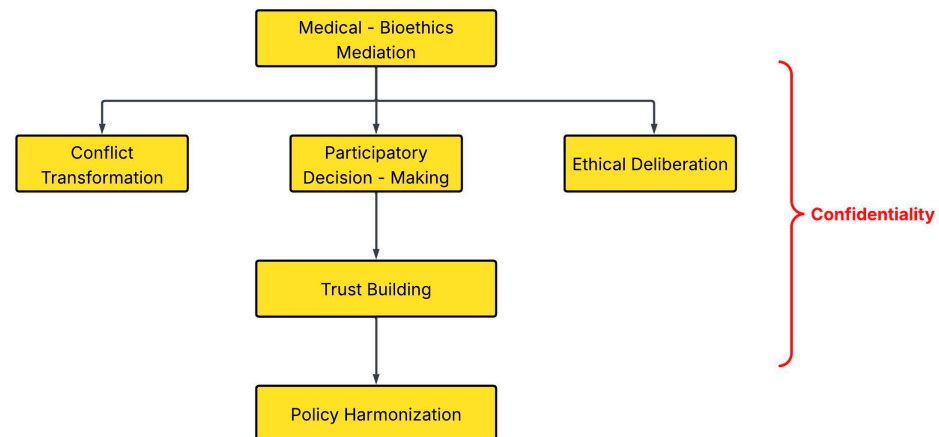 Medical - Bioethics
Mediation
Conflict
Transformation
Participatory
Decision - Making
Ethical Deliberation
Confidentiality
Trust Building
Policy Harmonization